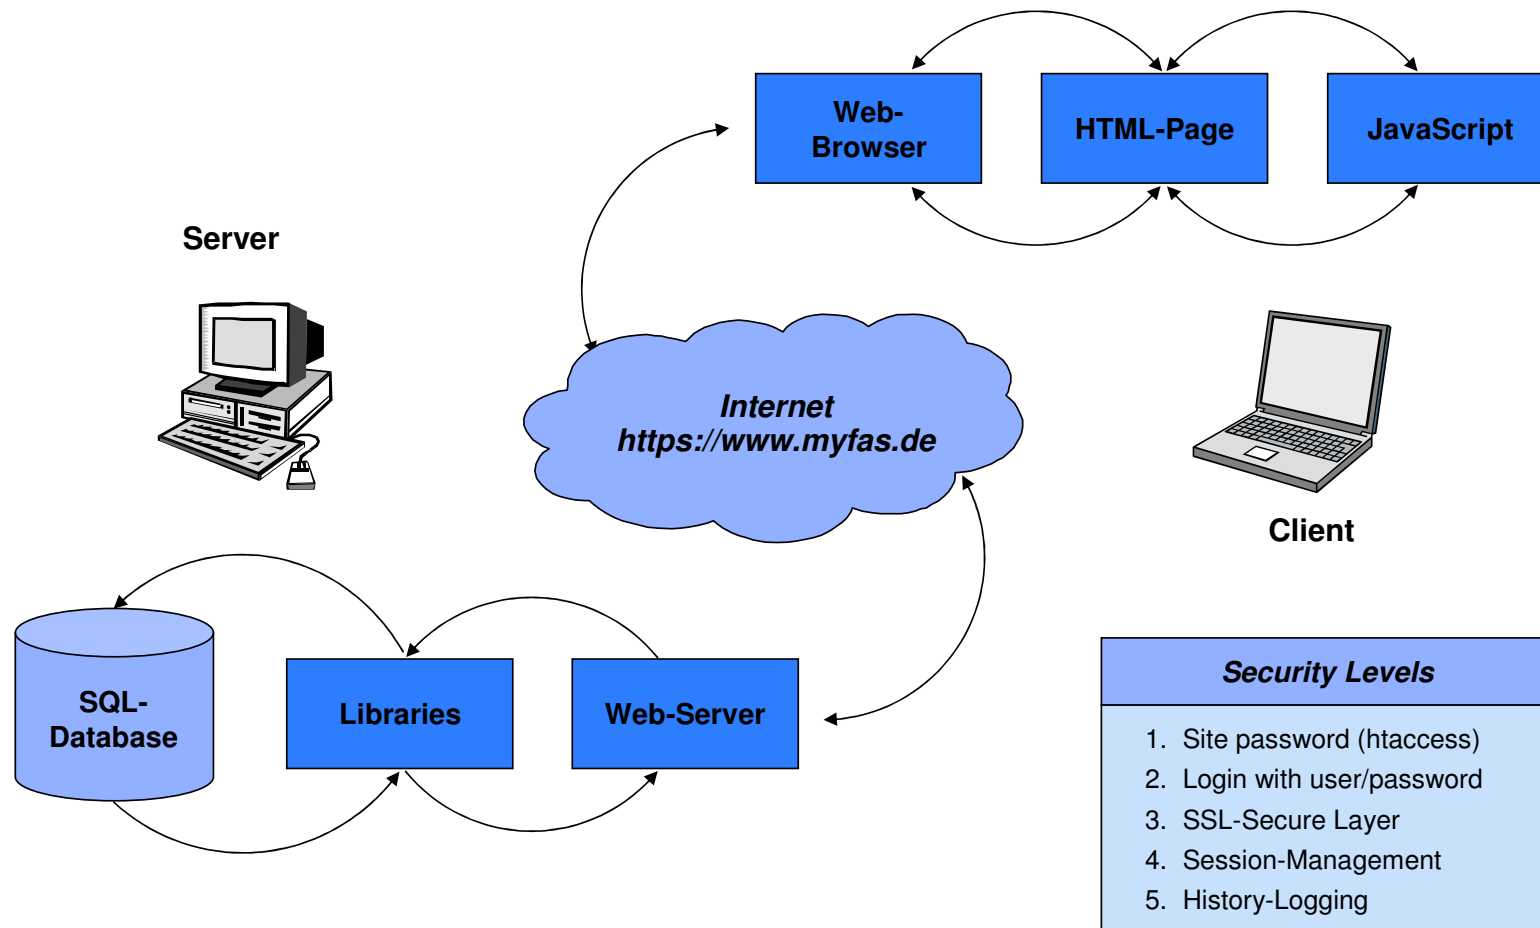 Web-
Browser
HTML-Page
JavaScript
Server
Internet
https://www.myfas.de
Client
SQL-
Database
Libraries
Web-Server
Security Levels
1. Site password (htaccess)
2. Login with user/password
3. SSL-Secure Layer
4. Session-Management
5. History-Logging